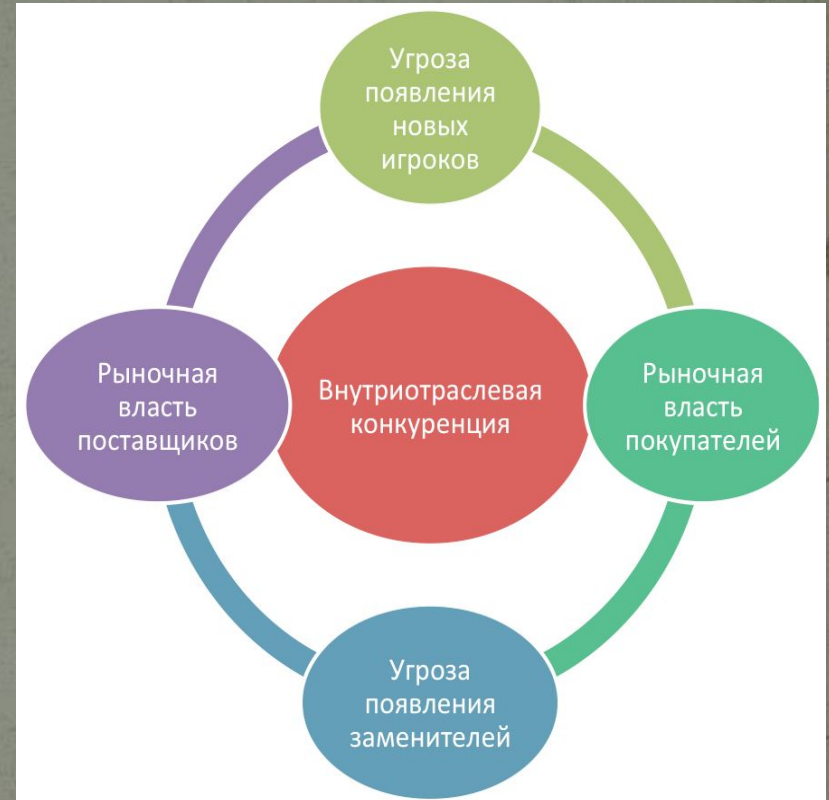 Угроза
появления
новых
игроков
Рыночная
власть
поставщиков
Внутриотраслевая
конкуренция
Рыночная
власть
покупателей
Угроза
появления
заменителей